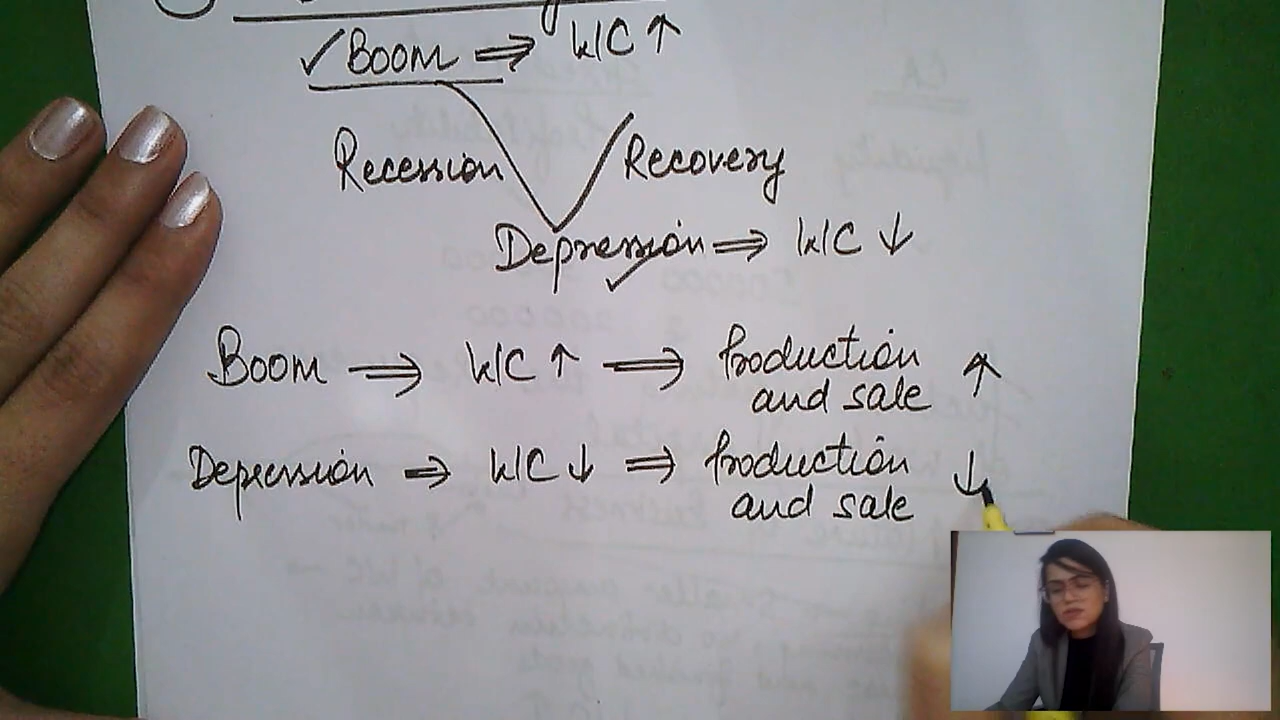 ✓ BOOM ⇒ W/C ↑
Recession
Recovery
Depression ⇒ W/C ↓
BOOM → W/C ↑ ⇒ Production and sale ↑
Depression ⇒ W/C ↓ ⇒ Production and sale ↓